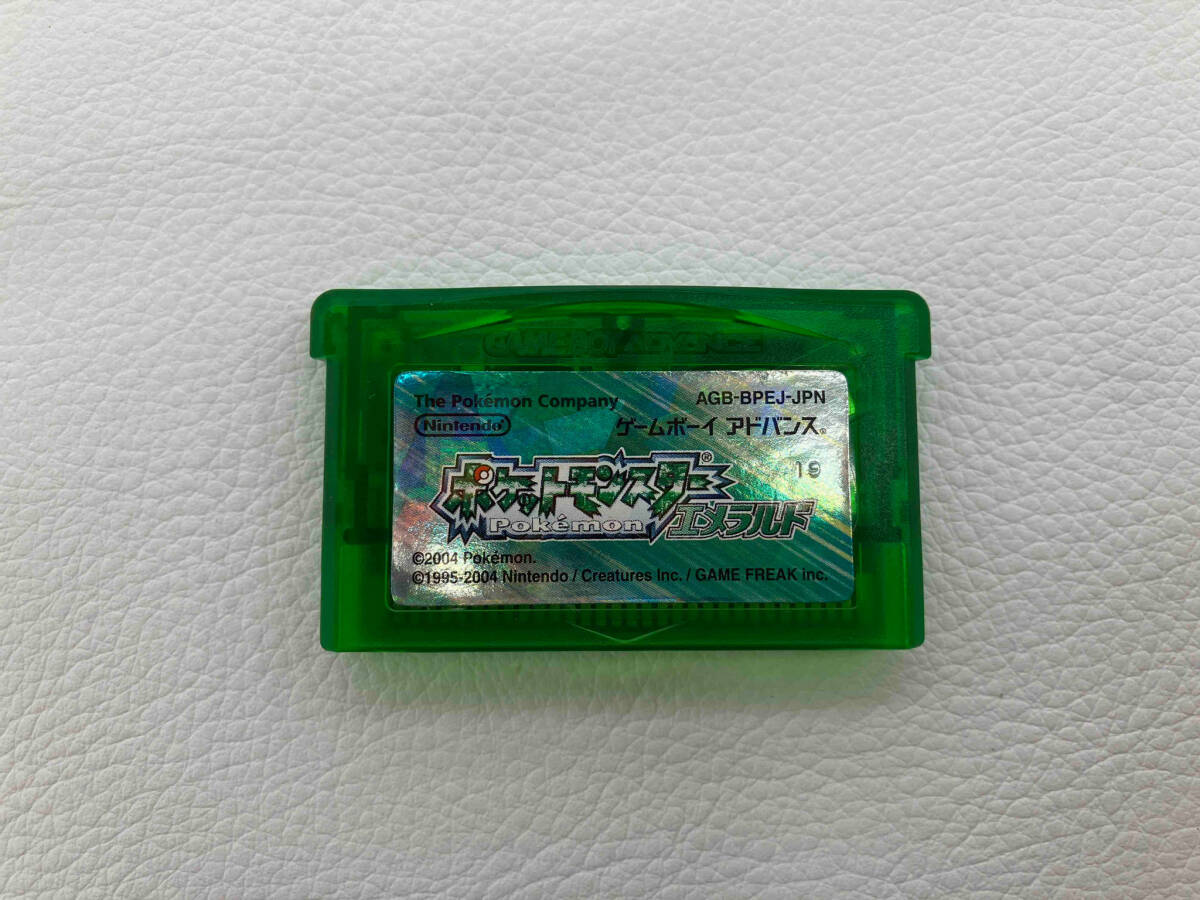 GAME BOY ADVANCE
The Pokémon Company AGB-BPEJ-JPN
Nintendo® ゲームボーイ アドバンス®
19
ポケットモンスター®
Pokémon エメラルド
©2004 Pokémon.
©1995-2004 Nintendo / Creatures Inc. / GAME FREAK inc.